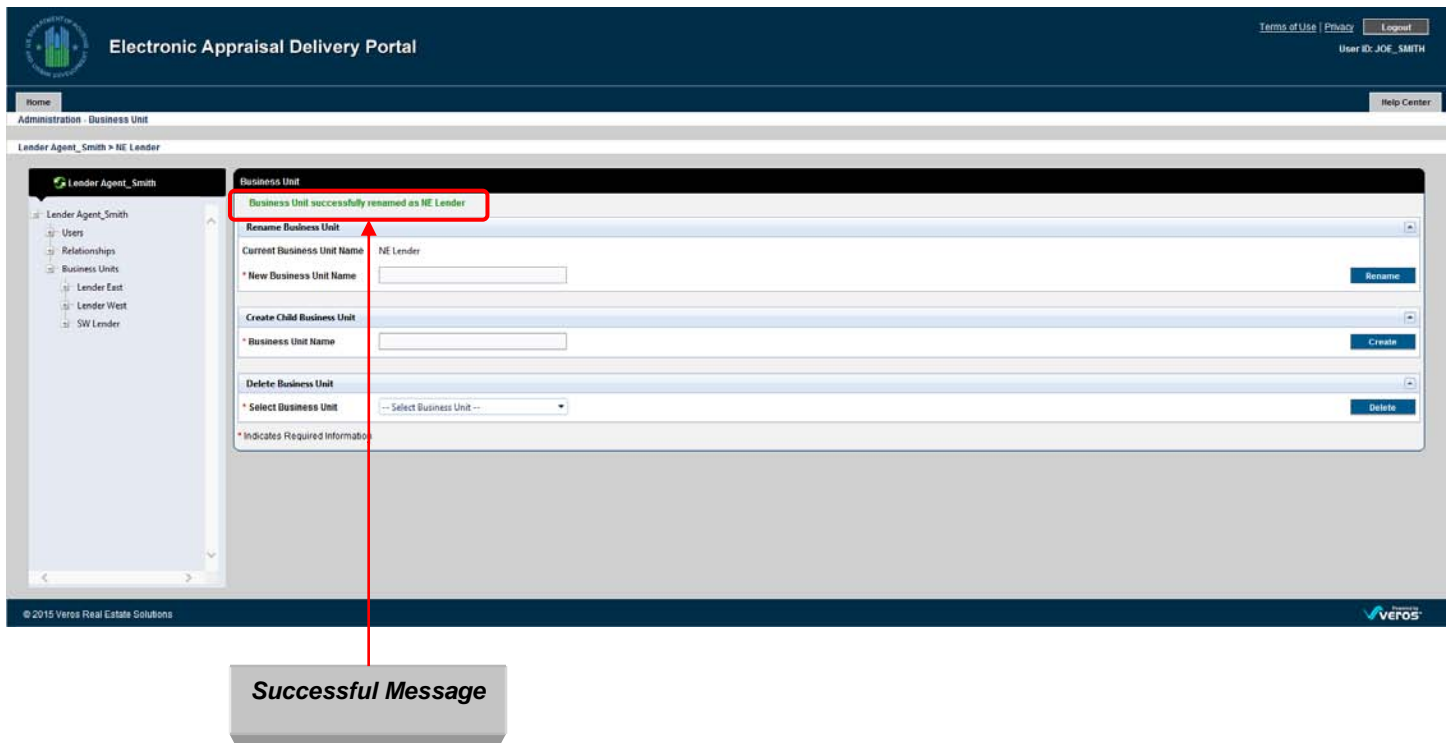 Terms of Use | Privacy Logout
Electronic Appraisal Delivery Portal
User ID: JOE_SMITH
Home
Help Center
Administration - Business Unit
Lender Agent_Smith > NE Lender
Lender Agent_Smith
Business Unit
Business Unit successfully renamed as NE Lender
Lender Agent_Smith
Users
Relationships
Business Units
Lender East
Lender West
SW Lender
Rename Business Unit
Current Business Unit Name NE Lender
* New Business Unit Name Rename
Create Child Business Unit
* Business Unit Name Create
Delete Business Unit
* Select Business Unit -- Select Business Unit -- Delete
* Indicates Required Information
© 2015 Veros Real Estate Solutions
Powered by
veros
Successful Message